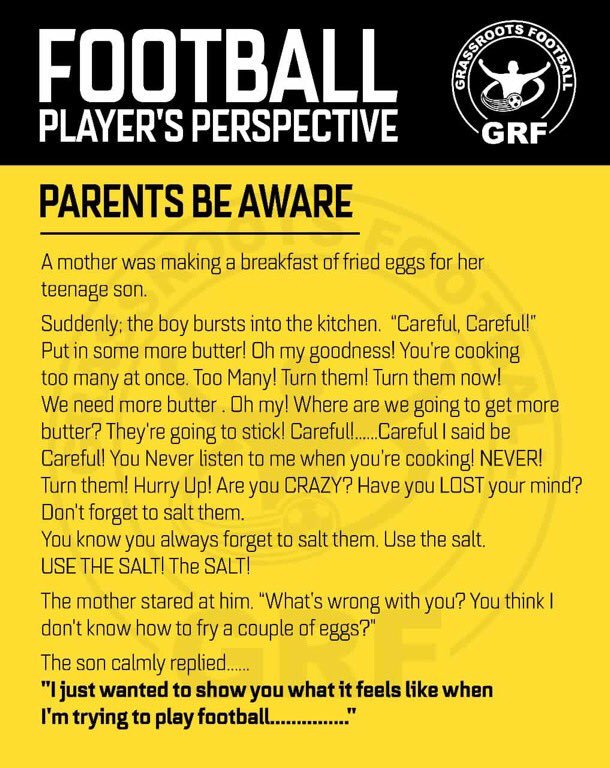 FOOTBALL
PLAYER'S PERSPECTIVE
GRASSROOTS FOOTBALL
GRF
PARENTS BE AWARE
A mother was making a breakfast of fried eggs for her
teenage son.
Suddenly; the boy bursts into the kitchen. “Careful, Careful!”
Put in some more butter! Oh my goodness! You're cooking
too many at once. Too Many! Turn them! Turn them now!
We need more butter . Oh my! Where are we going to get more
butter? They're going to stick! Careful!......Careful I said be
Careful! You Never listen to me when you're cooking! NEVER!
Turn them! Hurry Up! Are you CRAZY? Have you LOST your mind?
Don't forget to salt them.
You know you always forget to salt them. Use the salt.
USE THE SALT! The SALT!
The mother stared at him. “What's wrong with you? You think I
don't know how to fry a couple of eggs?"
The son calmly replied......
"I just wanted to show you what it feels like when
I'm trying to play football..............."
GRASSROOTS FOOTBALL
GRF